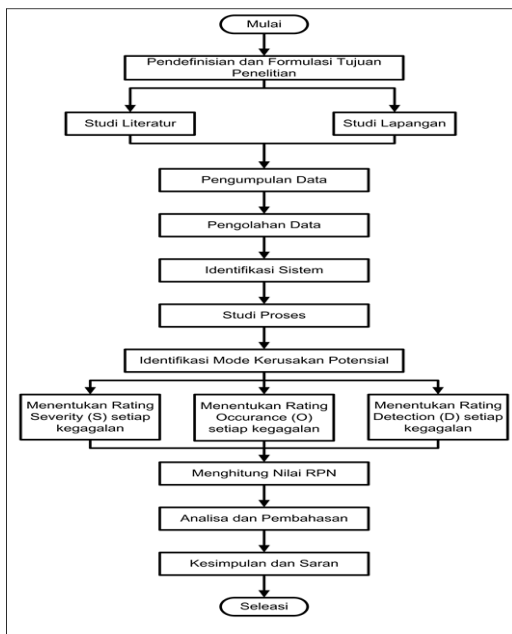 Mulai
Pendefinisian dan Formulasi Tujuan
Penelitian
Studi Literatur
Studi Lapangan
Pengumpulan Data
Pengolahan Data
Identifikasi Sistem
Studi Proses
Identifikasi Mode Kerusakan Potensial
Menentukan Rating
Severity (S) setiap
kegagalan
Menentukan Rating
Occurance (O)
setiap kegagalan
Menentukan Rating
Detection (D) setiap
kegagalan
Menghitung Nilai RPN
Analisa dan Pembahasan
Kesimpulan dan Saran
Seleasi